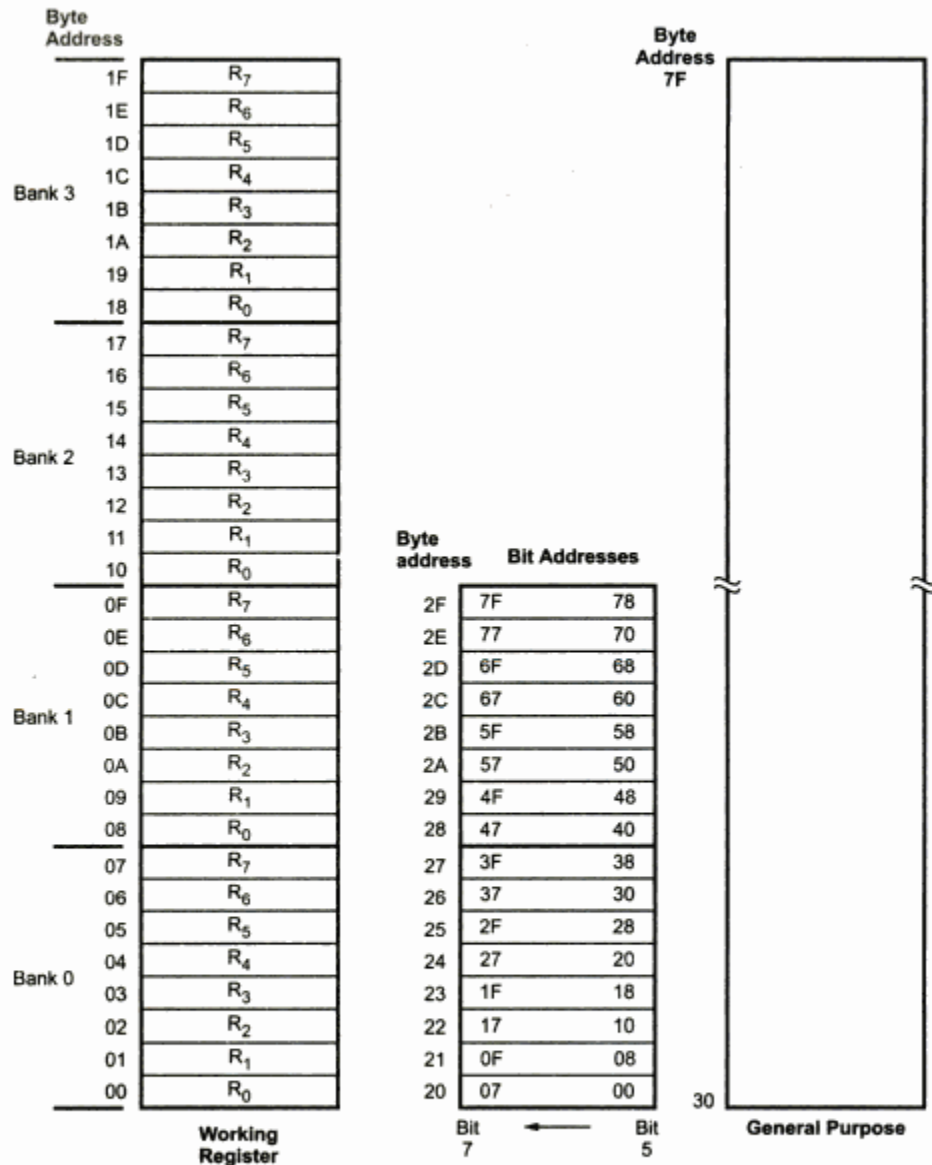 Byte
Address
1F R7
1E R6
1D R5
1C R4
Bank 3
1B R3
1A R2
19 R1
18 R0
17 R7
16 R6
15 R5
14 R4
Bank 2
13 R3
12 R2
11 R1
10 R0
0F R7
0E R6
0D R5
0C R4
Bank 1
0B R3
0A R2
09 R1
08 R0
07 R7
06 R6
05 R5
04 R4
Bank 0
03 R3
02 R2
01 R1
00 R0
Working
Register
Byte
address
Bit Addresses
2F 7F 78
2E 77 70
2D 6F 68
2C 67 60
2B 5F 58
2A 57 50
29 4F 48
28 47 40
27 3F 38
26 37 30
25 2F 28
24 27 20
23 1F 18
22 17 10
21 0F 08
20 07 00
Bit
7
Bit
5
Byte
Address
7F
30
General Purpose